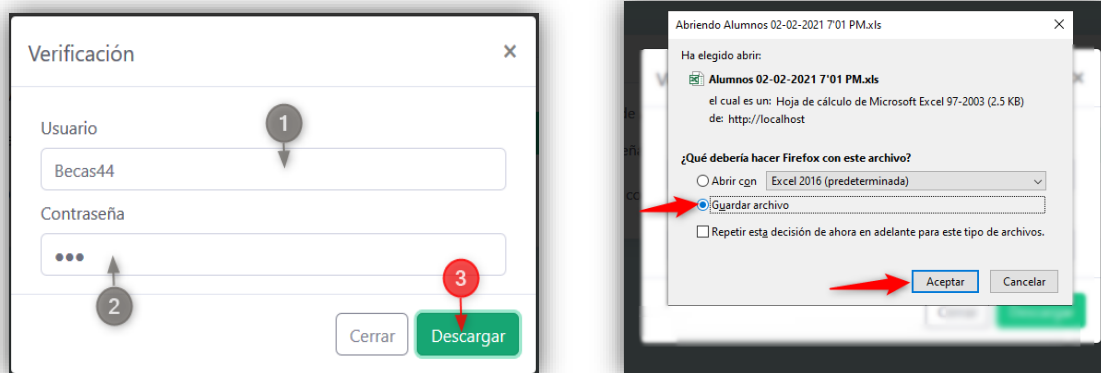 Verificación
×
Usuario
1
Becas44
Contraseña
•••
2
3
Cerrar
Descargar
Abriendo Alumnos 02-02-2021 7'01 PM.xls
×
Ha elegido abrir:
Alumnos 02-02-2021 7'01 PM.xls
el cual es un: Hoja de cálculo de Microsoft Excel 97-2003 (2.5 KB)
de: http://localhost
¿Qué debería hacer Firefox con este archivo?
Abrir con Excel 2016 (predeterminada)
Guardar archivo
Repetir esta decisión de ahora en adelante para este tipo de archivos.
Aceptar Cancelar
Cerrar Descargar